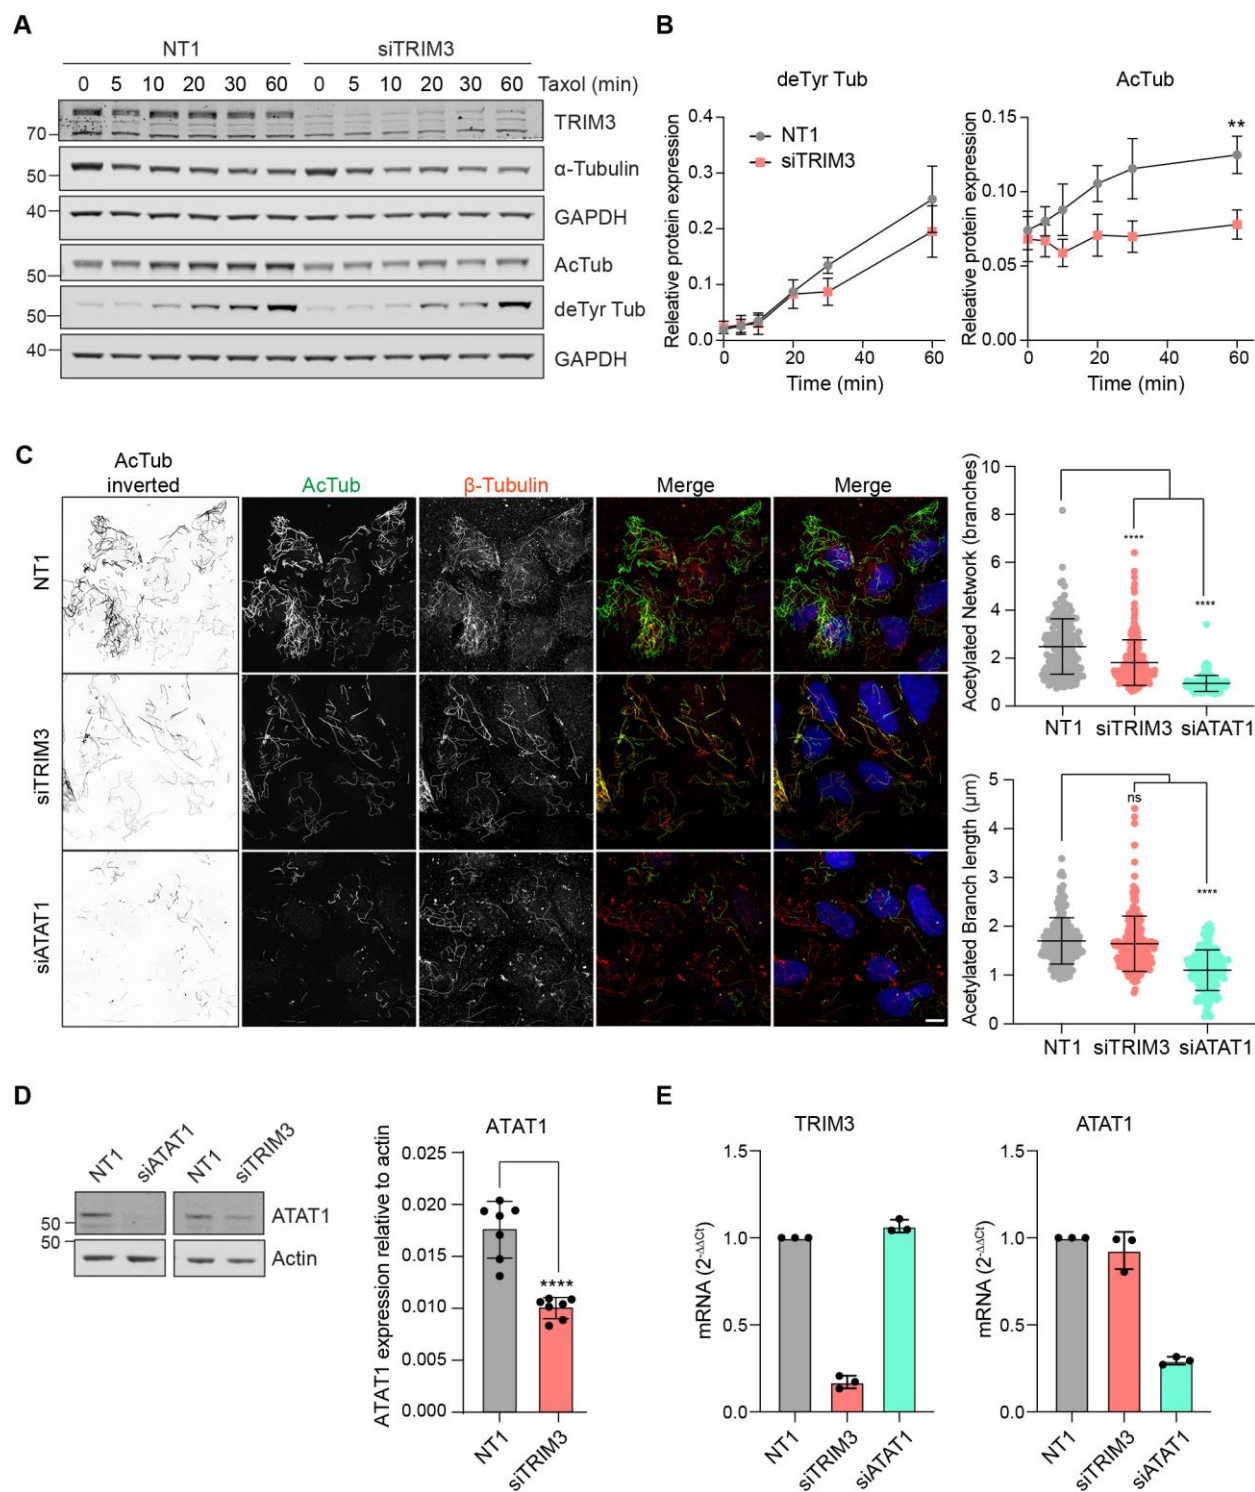 A
NT1 siTRIM3
0 5 10 20 30 60 0 5 10 20 30 60 Taxol (min)
70 TRIM3
50 α-Tubulin
40 GAPDH
50 AcTub
50 deTyr Tub
40 GAPDH
B
deTyr Tub
Releative protein expression
0.4
0.3
0.2
0.1
0.0
NT1
siTRIM3
0 20 40 60
Time (min)
AcTub
Releative protein expression
0.15
0.10
0.05
0.00
**
0 20 40 60
Time (min)
C
AcTub
inverted
AcTub
β-Tubulin
Merge
Merge
NT1
siTRIM3
siATAT1
Acetylated Network (branches)
10
8
6
4
2
0
****
****
NT1 siTRIM3 siATAT1
Acetylated Branch length (µm)
5
4
3
2
1
0
ns
****
NT1 siTRIM3 siATAT1
D
NT1 siATAT1 NT1 siTRIM3
50 ATAT1
50
Actin
ATAT1
ATAT1 expression relative to actin
0.025
0.020
0.015
0.010
0.005
0.000
****
NT1 siTRIM3
E
TRIM3
mRNA (2-ΔΔCt)
1.5
1.0
0.5
0.0
NT1 siTRIM3 siATAT1
ATAT1
mRNA (2-ΔΔCt)
1.5
1.0
0.5
0.0
NT1 siTRIM3 siATAT1